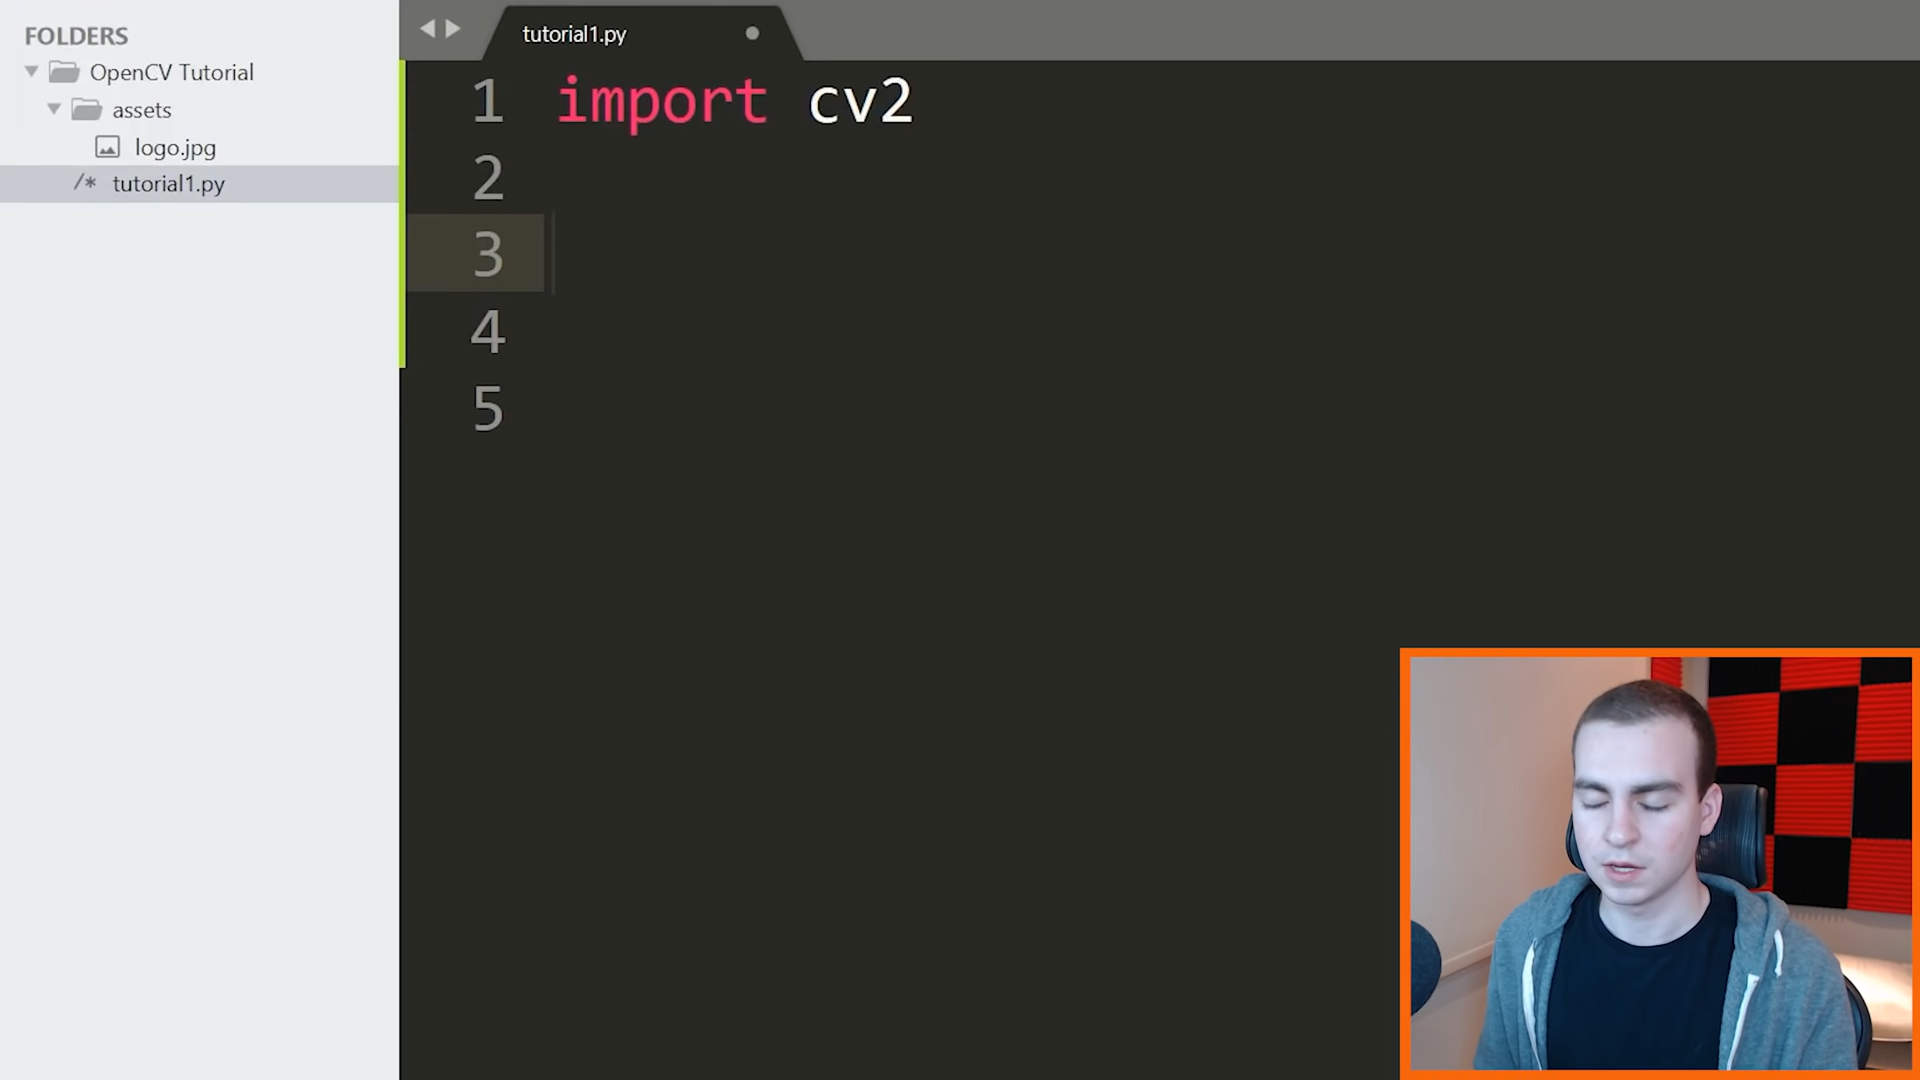 FOLDERS
OpenCV Tutorial
assets
logo.jpg
/* tutorial1.py
tutorial1.py
1 import cv2
2
3
4
5